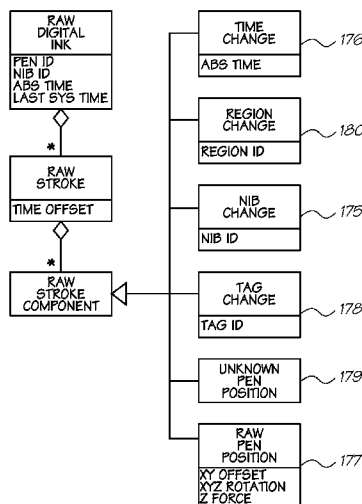 RAW
DIGITAL
INK
PEN ID
NIB ID
ABS TIME
LAST SYS TIME
*
RAW
STROKE
TIME OFFSET
*
RAW
STROKE
COMPONENT
TIME
CHANGE
ABS TIME
176
REGION
CHANGE
REGION ID
180
NIB
CHANGE
NIB ID
175
TAG
CHANGE
TAG ID
178
UNKNOWN
PEN
POSITION
179
RAW
PEN
POSITION
XY OFFSET
XYZ ROTATION
Z FORCE
177